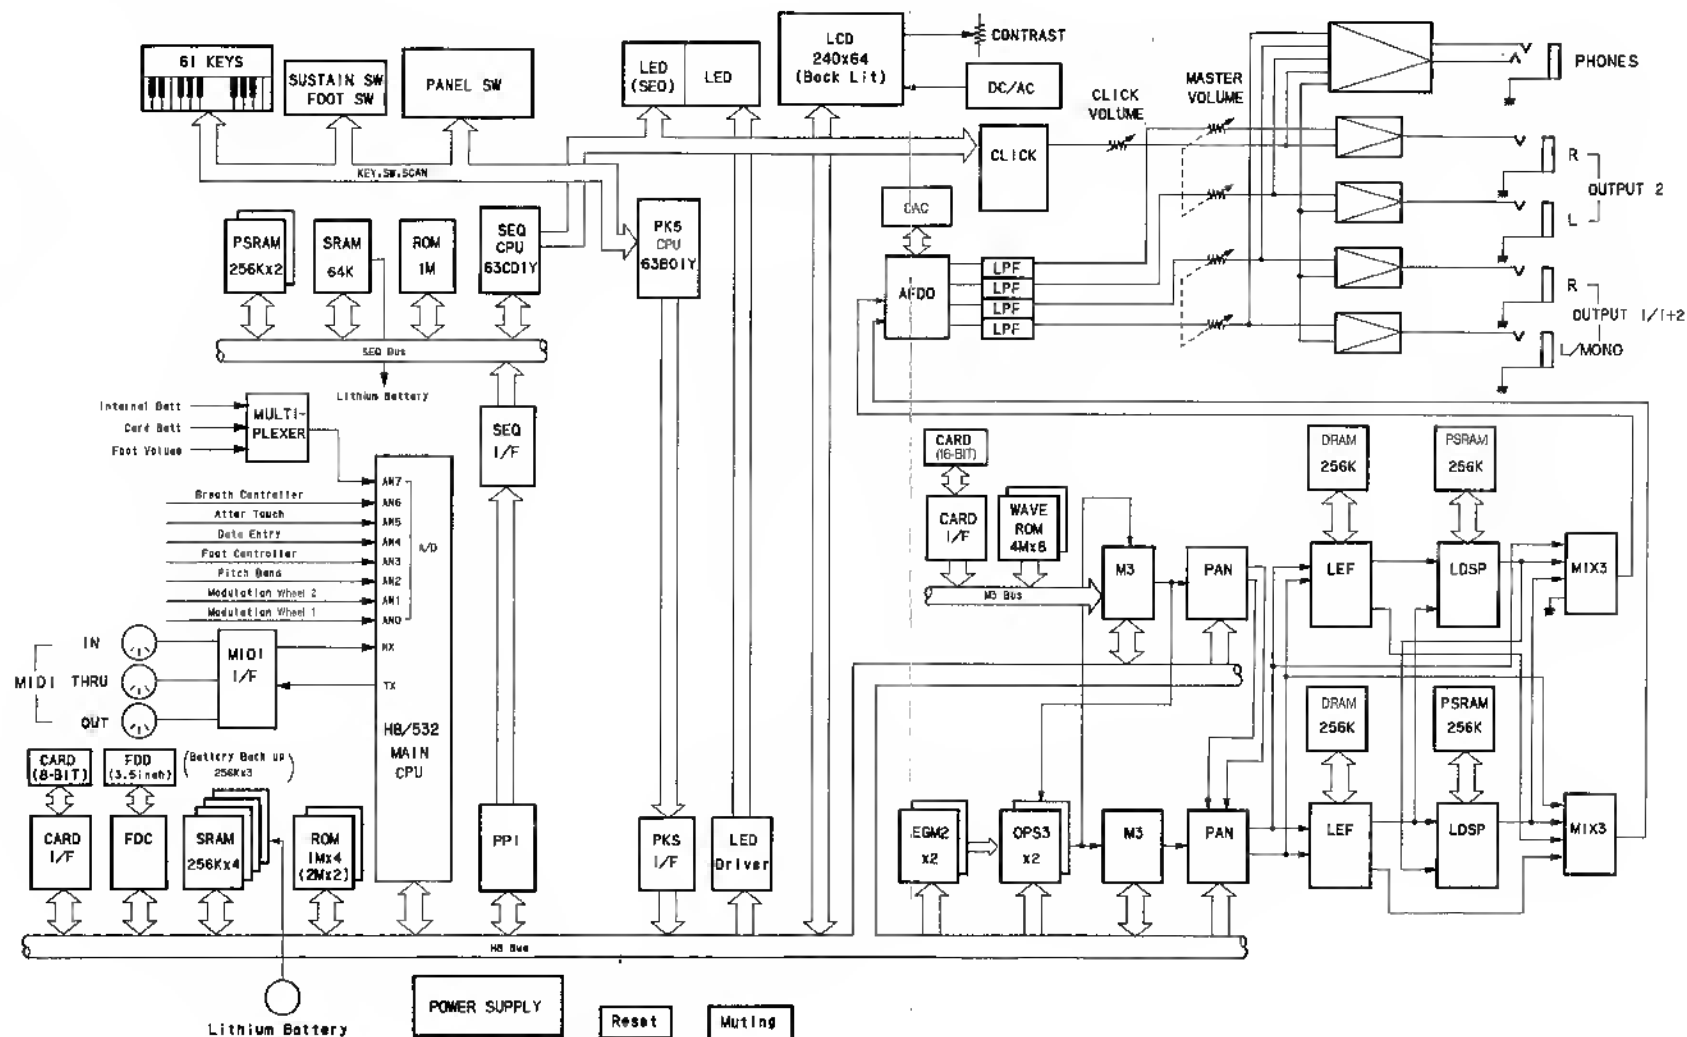 61 KEYS
SUSTAIN SW
FOOT SW
PANEL SW
LED
(SEQ)
LED
LCD
240x64
(Back Lit)
CONTRAST
DC/AC
CLICK
VOLUME
MASTER
VOLUME
PHONES
KEY.SW.SCAN
CLICK
R
OUTPUT 2
L
R
OUTPUT 1/1+2
L/MONO
PSRAM
256Kx2
SRAM
64K
ROM
1M
SEQ
CPU
63C01Y
PKS
CPU
63B01Y
DAC
AFDO
LPF
LPF
LPF
LPF
SEQ Bus
Lithium Battery
Internal Batt
Card Batt
Foot Volume
MULTI-
PLEXER
SEQ
I/F
Breath Controller
After Touch
Data Entry
Foot Controller
Pitch Bend
Modulation Wheel 2
Modulation Wheel 1
AN7
AN6
AN5
AN4
AN3
AN2
AN1
AN0
A/D
RX
TX
H8/532
MAIN
CPU
MIDI
IN
THRU
OUT
MIDI
I/F
CARD
(16-BIT)
CARD
I/F
WAVE
ROM
4Mx8
M3 Bus
M3
PAN
DRAM
256K
PSRAM
256K
LEF
LDSP
MIX3
DRAM
256K
PSRAM
256K
CARD
(8-BIT)
FDD
(3.5inch)
(Battery Back up
256Kx3)
CARD
I/F
FDC
SRAM
256Kx4
ROM
1Mx4
(2Mx2)
PPI
PKS
I/F
LED
Driver
EGM2
x2
OPS3
x2
M3
PAN
LEF
LDSP
MIX3
H8 Bus
Lithium Battery
POWER SUPPLY
Reset
Muting